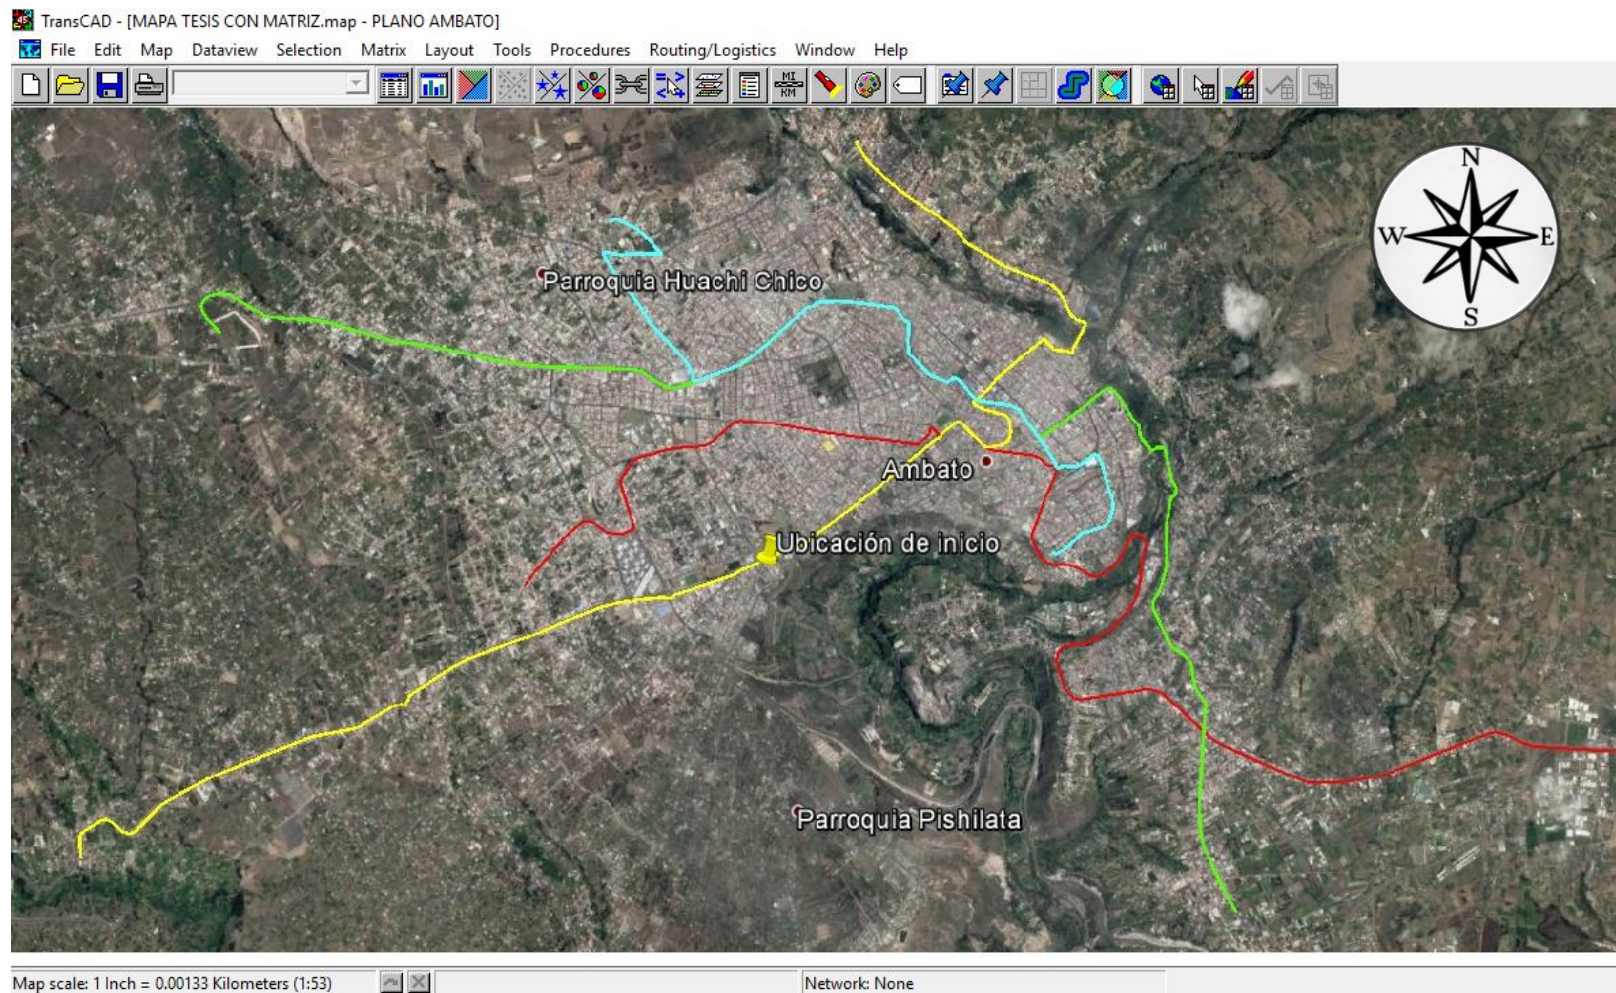 TransCAD - [MAPA TESIS CON MATRIZ.map - PLANO AMBATO]
File Edit Map Dataview Selection Matrix Layout Tools Procedures Routing/Logistics Window Help
MI
KM
N
W E
S
Parroquia Huachi Chico
Ambato
Ubicación de inicio
Parroquia Pishilata
Map scale: 1 Inch = 0.00133 Kilometers (1:53) Network: None